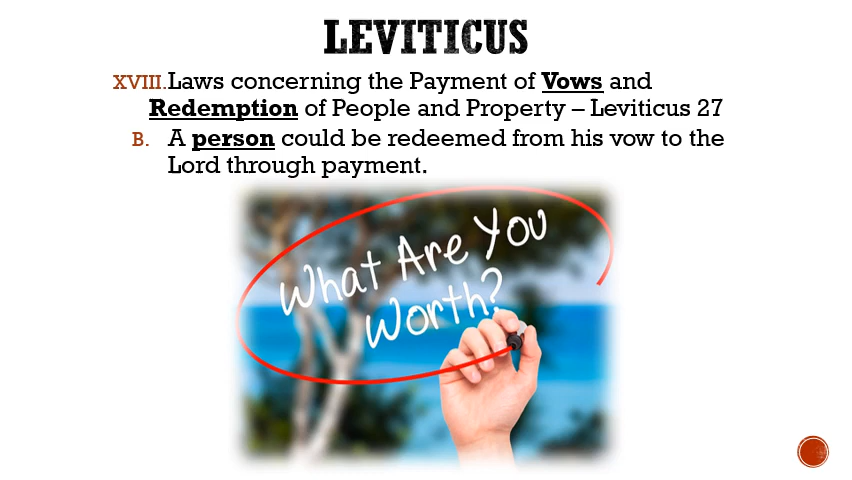 LEVITICUS
XVIII. Laws concerning the Payment of Vows and
Redemption of People and Property – Leviticus 27
B. A person could be redeemed from his vow to the
Lord through payment.
What Are You
Worth?